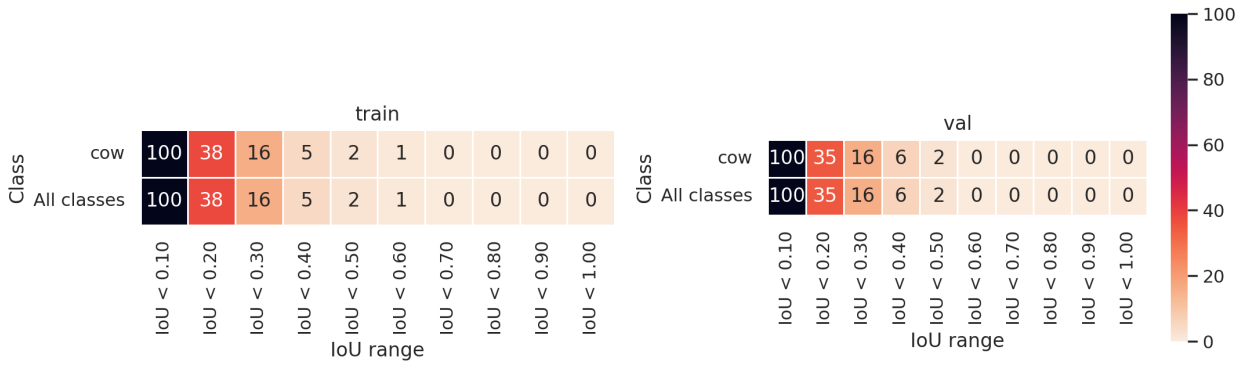 train
Class
cow 100 38 16 5 2 1 0 0 0 0
All classes 100 38 16 5 2 1 0 0 0 0
IoU < 0.10 IoU < 0.20 IoU < 0.30 IoU < 0.40 IoU < 0.50 IoU < 0.60 IoU < 0.70 IoU < 0.80 IoU < 0.90 IoU < 1.00
IoU range
val
Class
cow 100 35 16 6 2 0 0 0 0 0
All classes 100 35 16 6 2 0 0 0 0 0
IoU < 0.10 IoU < 0.20 IoU < 0.30 IoU < 0.40 IoU < 0.50 IoU < 0.60 IoU < 0.70 IoU < 0.80 IoU < 0.90 IoU < 1.00
IoU range
100
80
60
40
20
0